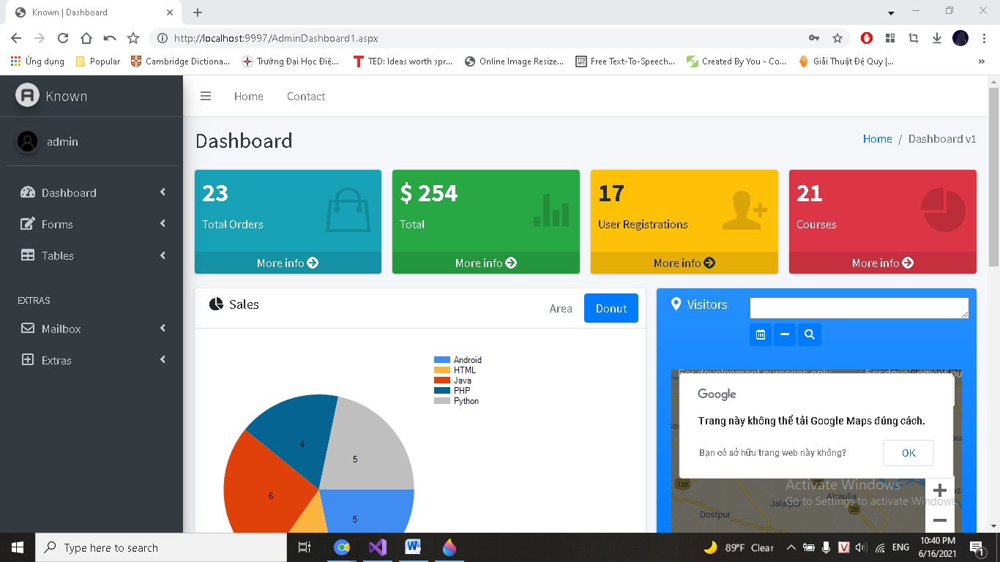 Known | Dashboard
http://localhost:9997/AdminDashboard1.aspx
Ứng dụng
Popular
Cambridge Dictiona...
Trường Đại Học Điệ...
TED: Ideas worth spr...
Online Image Resize...
Free Text-To-Speech...
Created By You - Co...
Giải Thuật Đệ Quy |...
Known
Home
Contact
admin
Dashboard
Home / Dashboard v1
Dashboard
Forms
Tables
EXTRAS
Mailbox
Extras
23
Total Orders
More info
$ 254
Total
More info
17
User Registrations
More info
21
Courses
More info
Sales
Area
Donut
Android
HTML
Java
PHP
Python
4
5
6
5
Visitors
For development purposes only
Google
Trang này không thể tải Google Maps đúng cách.
Bạn có sở hữu trang web này không?
OK
128
28
Atraulia
Jalalpur
28
Dostpur
Activate Windows
Go to Settings to activate Windows.
Type here to search
89°F Clear
ENG
10:40 PM
6/16/2021
1